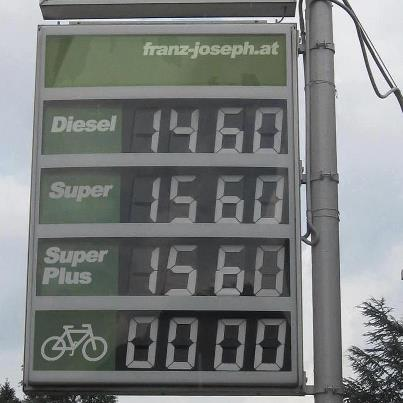 franz-joseph.at
Diesel 1460
Super 1560
Super
Plus 1560
0000